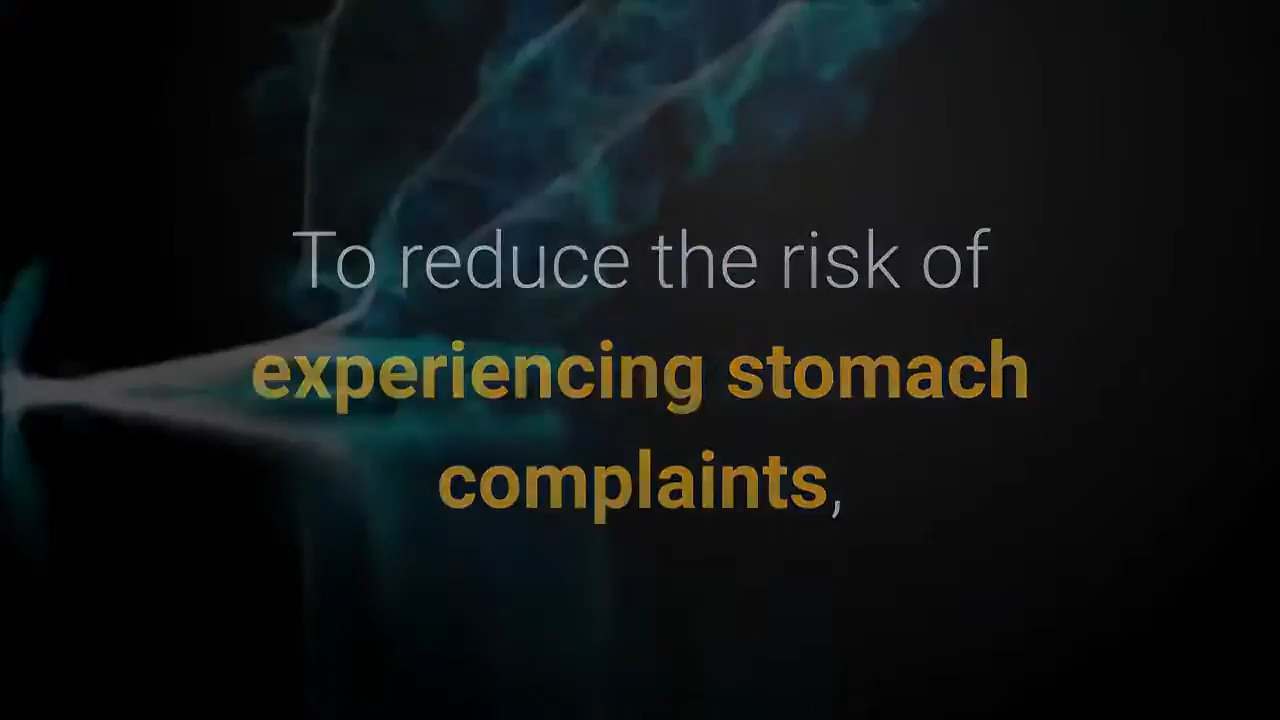 To reduce the risk of
experiencing stomach
complaints,